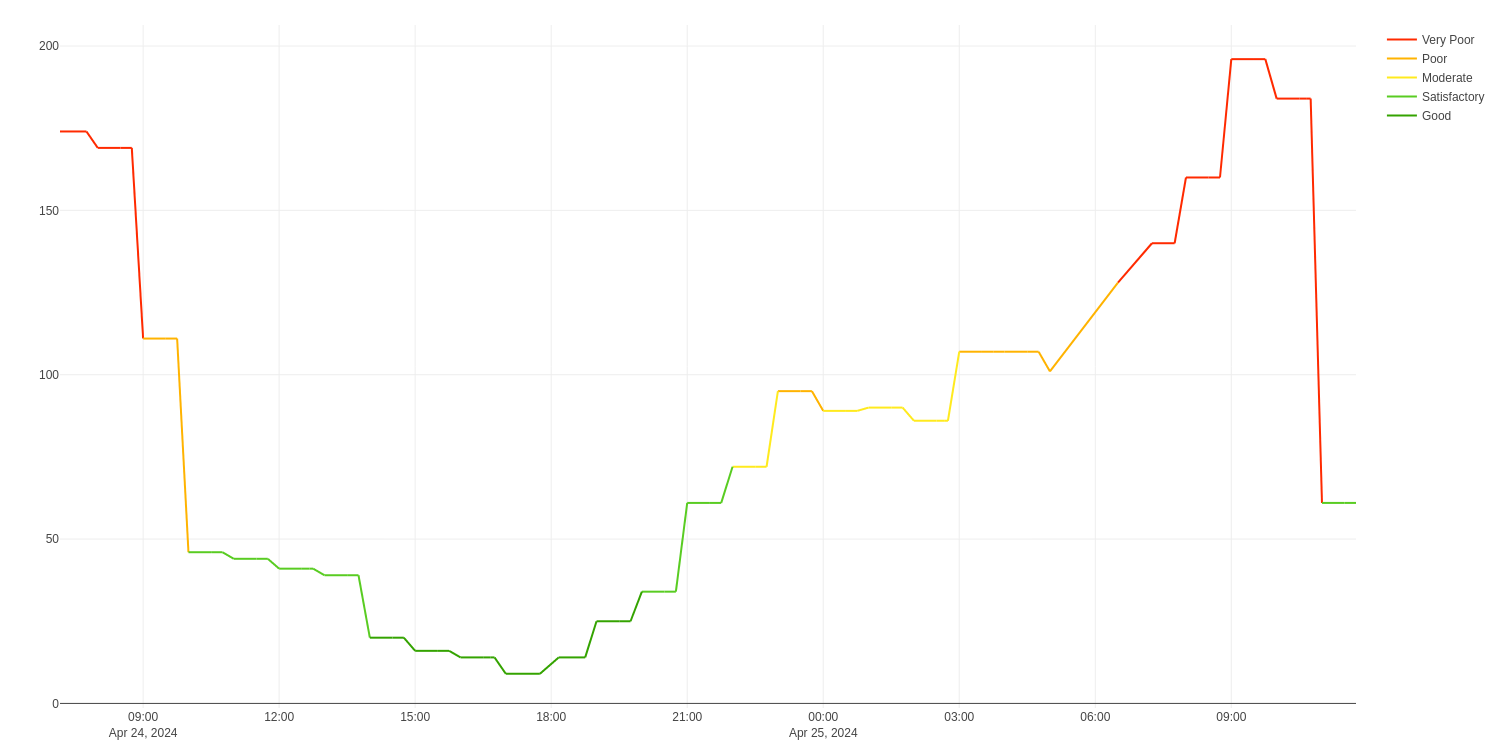 200
150
100
50
0
09:00
Apr 24, 2024
12:00
15:00
18:00
21:00
00:00
Apr 25, 2024
03:00
06:00
09:00
Very Poor
Poor
Moderate
Satisfactory
Good